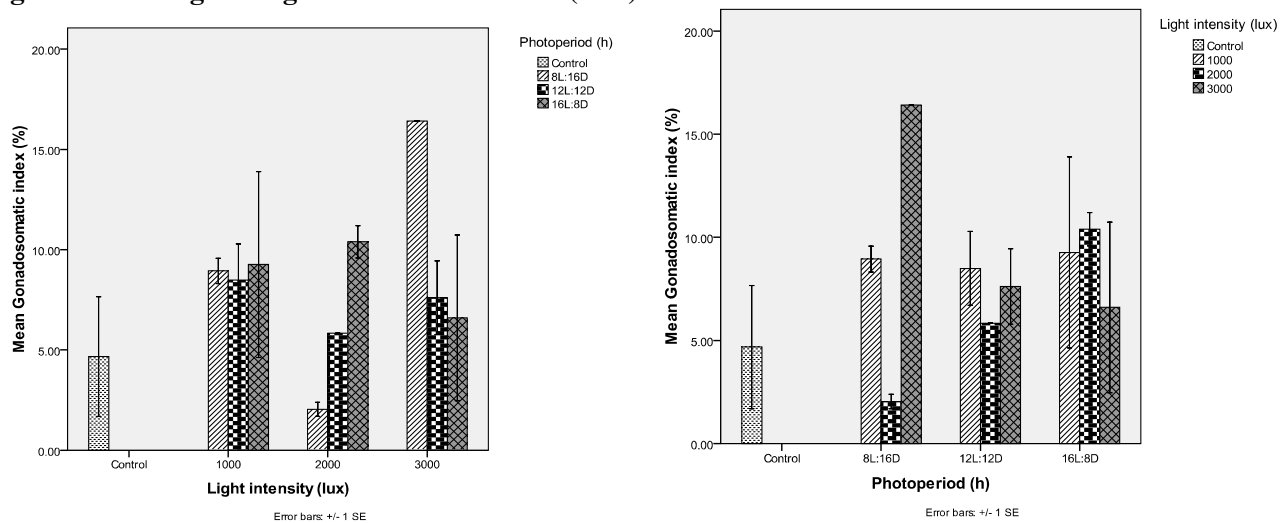 20.00
15.00
10.00
5.00
0.00
Mean Gonadosomatic index (%)
Control
1000
2000
3000
Light intensity (lux)
Error bars: +/- 1 SE
Photoperiod (h)
Control
8L:16D
12L:12D
16L:8D
20.00
15.00
10.00
5.00
0.00
Mean Gonadosomatic index (%)
Control
8L:16D
12L:12D
16L:8D
Photoperiod (h)
Error bars: +/- 1 SE
Light intensity (lux)
Control
1000
2000
3000